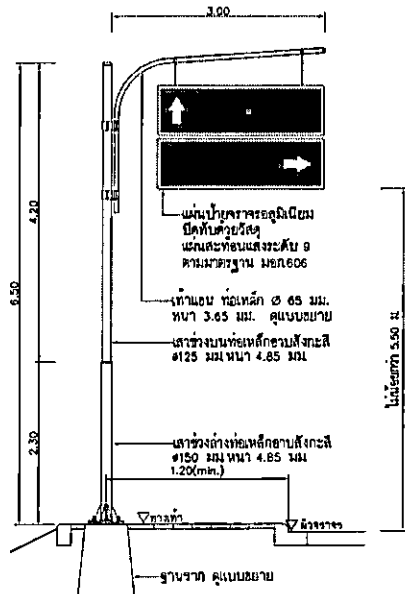 3.00
4.20
6.50
2.30
แผ่นป้ายจราจรอลูมิเนียม
ปิดทับด้วยวัสดุ
แผ่นสะท้อนแสงระดับ 9
ตามมาตรฐาน มอก606
เท้าแขน ท่อเหล็ก Ø 65 มม.
หนา 3.65 มม. ดูแบบขยาย
เสาช่วงบนท่อเหล็กอาบสังกะสี
ø125 มม หนา 4.85 มม
เสาช่วงล่างท่อเหล็กอาบสังกะสี
ø150 มม หนา 4.85 มม
1.20(min.)
ไม่น้อยกว่า 5.50 ม
ทางเท้า
ผิวจราจร
ฐานราก ดูแบบขยาย